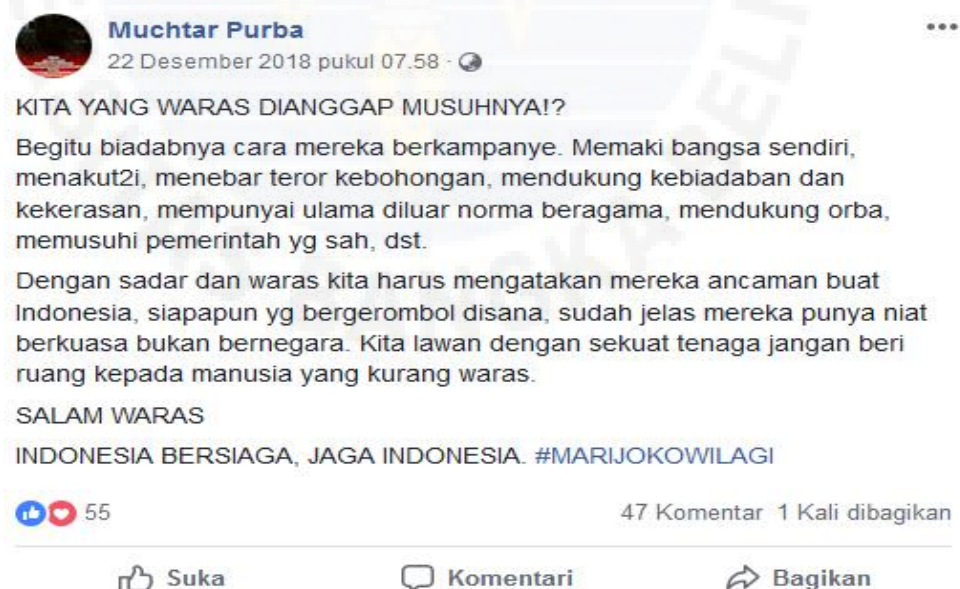 Muchtar Purba
22 Desember 2018 pukul 07.58 ·
KITA YANG WARAS DIANGGAP MUSUHNYA!?
Begitu biadabnya cara mereka berkampanye. Memaki bangsa sendiri,
menakut2i, menebar teror kebohongan, mendukung kebiadaban dan
kekerasan, mempunyai ulama diluar norma beragama, mendukung orba,
memusuhi pemerintah yg sah, dst.
Dengan sadar dan waras kita harus mengatakan mereka ancaman buat
Indonesia, siapapun yg bergerombol disana, sudah jelas mereka punya niat
berkuasa bukan bernegara. Kita lawan dengan sekuat tenaga jangan beri
ruang kepada manusia yang kurang waras.
SALAM WARAS
INDONESIA BERSIAGA, JAGA INDONESIA. #MARIJOKOWILAGI
55
47 Komentar 1 Kali dibagikan
Suka Komentari Bagikan